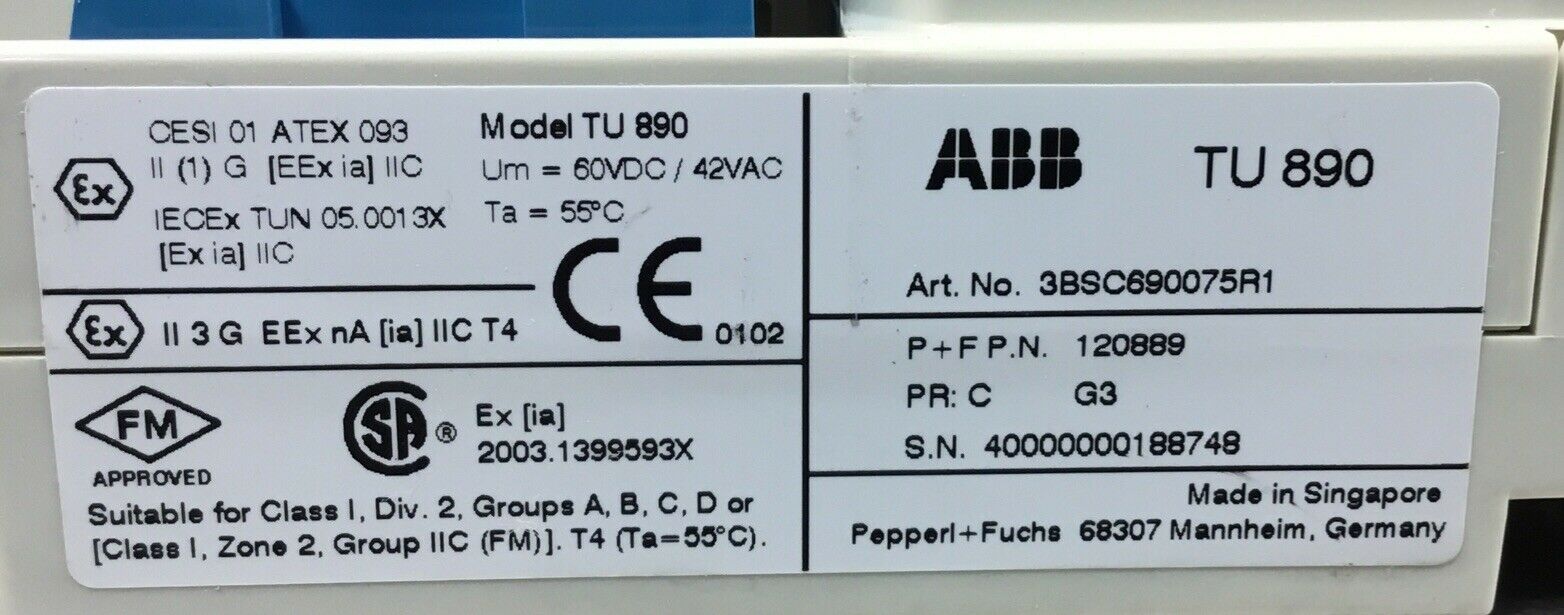 CESI 01 ATEX 093
II (1) G [EEx ia] IIC
Ex
IECEx TUN 05.0013X
[Ex ia] IIC
Model TU 890
Um = 60VDC / 42VAC
Ta = 55°C
CE 0102
Ex II 3 G EEx nA [ia] IIC T4
FM
APPROVED
CSA ®
Ex [ia]
2003.1399593X
Suitable for Class I, Div. 2, Groups A, B, C, D or
[Class I, Zone 2, Group IIC (FM)]. T4 (Ta=55°C).
ABB TU 890
Art. No. 3BSC690075R1
P+F P.N. 120889
PR: C G3
S.N. 40000000188748
Made in Singapore
Pepperl+Fuchs 68307 Mannheim, Germany